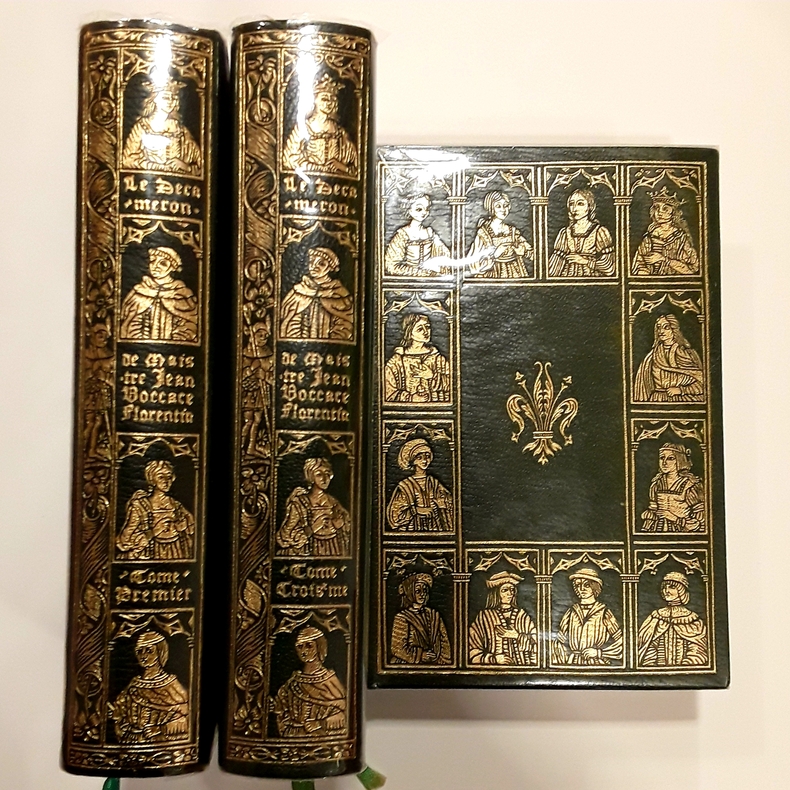 Le Deca
meron
de Mais
tre Jean
Boccace
Florentin
Tome
Premier
Le Deca
meron
de Mais
tre Jean
Boccace
Florentin
Tome
Troisme